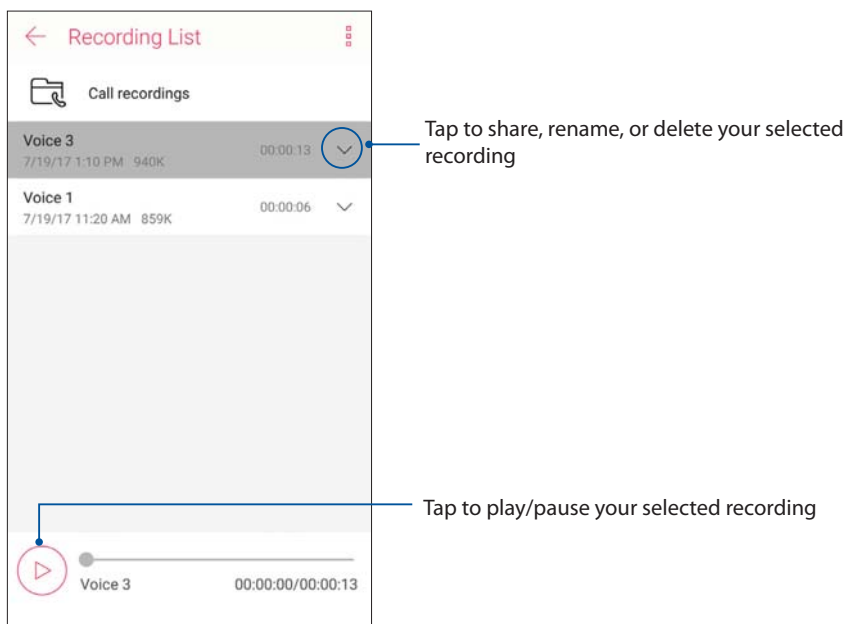 Recording List
Call recordings
Voice 3
00:00:13
7/19/17 1:10 PM 940K
Tap to share, rename, or delete your selected
recording
Voice 1
00:00:06
7/19/17 11:20 AM 859K
Tap to play/pause your selected recording
Voice 3
00:00:00/00:00:13